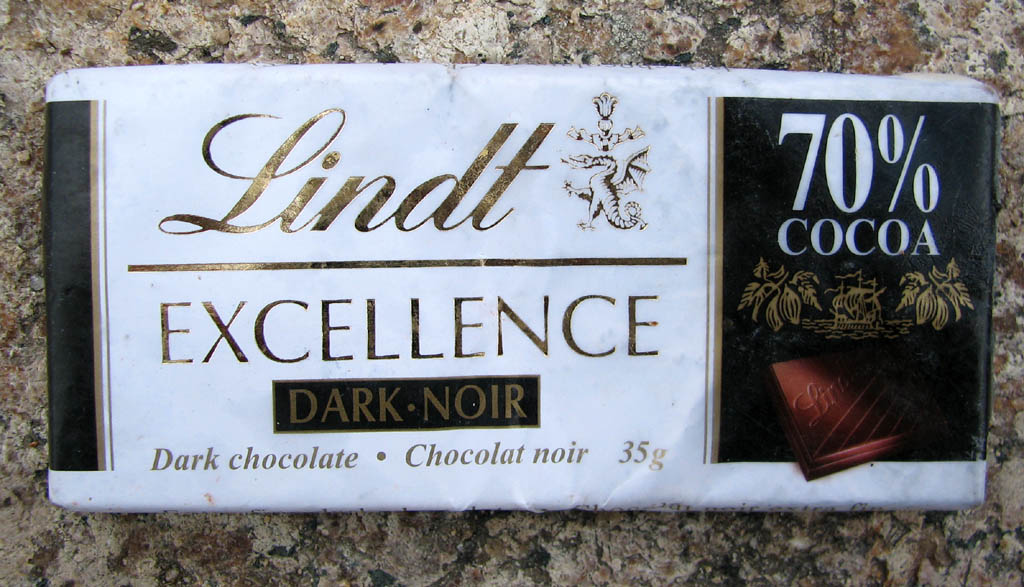 Lindt
EXCELLENCE
DARK·NOIR
Dark chocolate • Chocolat noir 35g
70%
COCOA